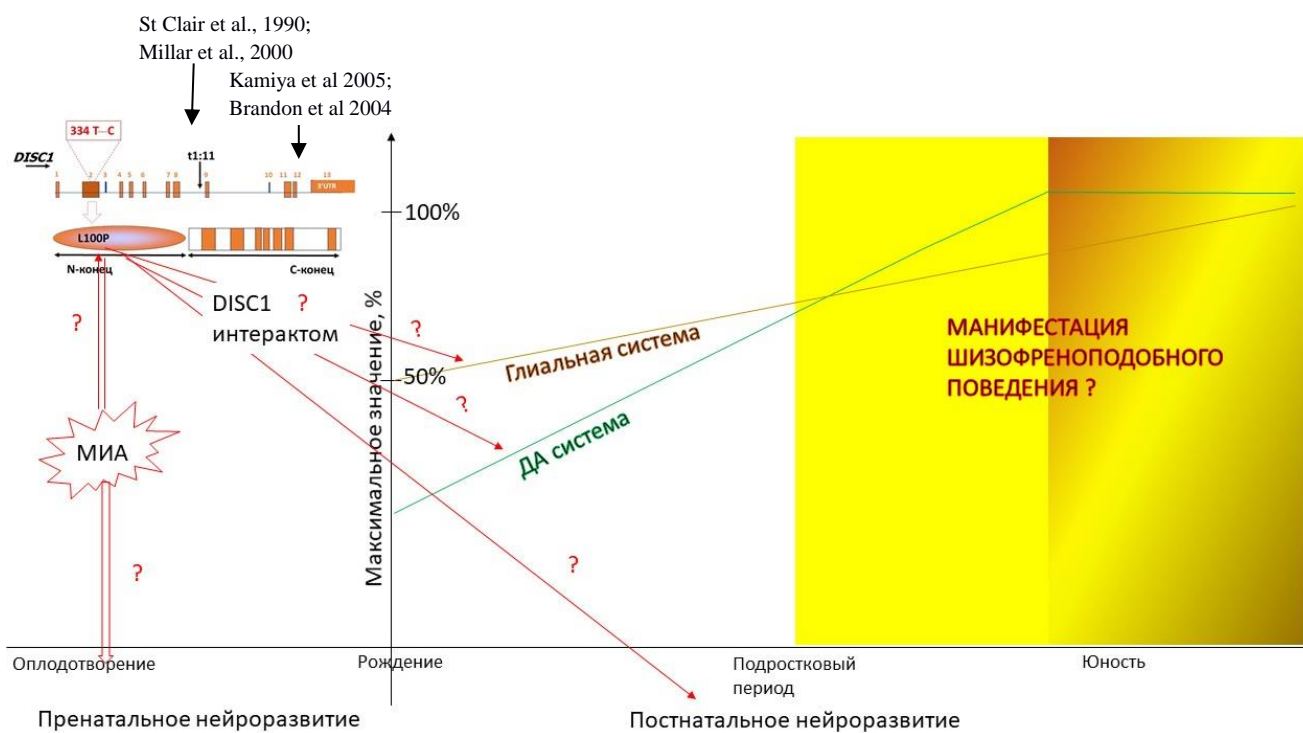 St Clair et al., 1990;
Millar et al., 2000
Kamiya et al 2005;
Brandon et al 2004
334 T—C
DISC1
t1:11
1 2 3 4 5 6 7 8 9 10 11 12 13
3'UTR
L100P
N-конец
C-конец
DISC1 ?
интерактом
?
?
?
?
?
МИА
100%
50%
Максимальное значение, %
Глиальная система
ДА система
МАНИФЕСТАЦИЯ
ШИЗОФРЕНОПОДОБНОГО
ПОВЕДЕНИЯ ?
Оплодотворение
Рождение
Подростковый
период
Юность
Пренатальное нейроразвитие
Постнатальное нейроразвитие